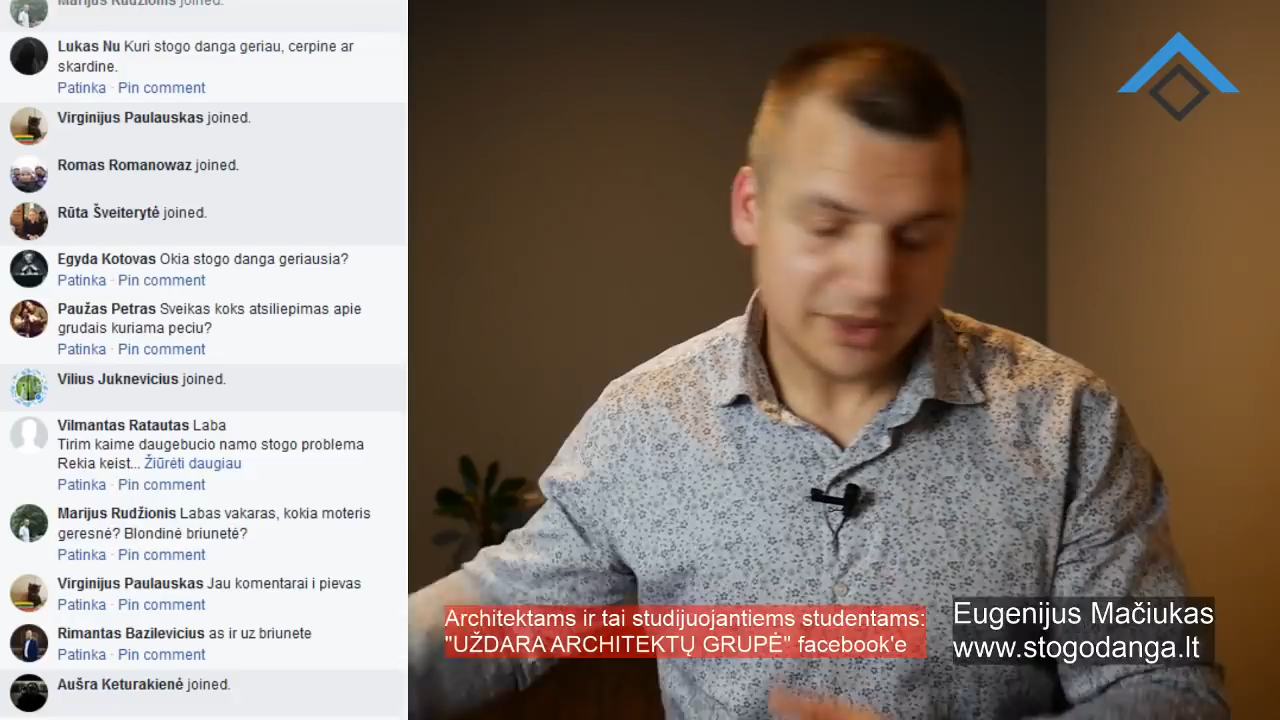 Marijus Rudžionis joined.
Lukas Nu Kuri stogo danga geriau, cerpine ar
skardine.
Patinka · Pin comment
Virginijus Paulauskas joined.
Romas Romanowaz joined.
Rūta Šveiterytė joined.
Egyda Kotovas Okia stogo danga geriausia?
Patinka · Pin comment
Paužas Petras Sveikas koks atsiliepimas apie
grudais kuriama peciu?
Patinka · Pin comment
Vilius Juknevicius joined.
Vilmantas Ratautas Laba
Tirim kaime daugebucio namo stogo problema
Rekia keist... Žiūrėti daugiau
Patinka · Pin comment
Marijus Rudžionis Labas vakaras, kokia moteris
geresnė? Blondinė briunetė?
Patinka · Pin comment
Virginijus Paulauskas Jau komentarai i pievas
Patinka · Pin comment
Rimantas Bazilevicius as ir uz briunete
Patinka · Pin comment
Aušra Keturakienė joined.
Architektams ir tai studijuojantiems studentams:
"UŽDARA ARCHITEKTŲ GRUPĖ" facebook'e
Eugenijus Mačiukas
www.stogodanga.lt